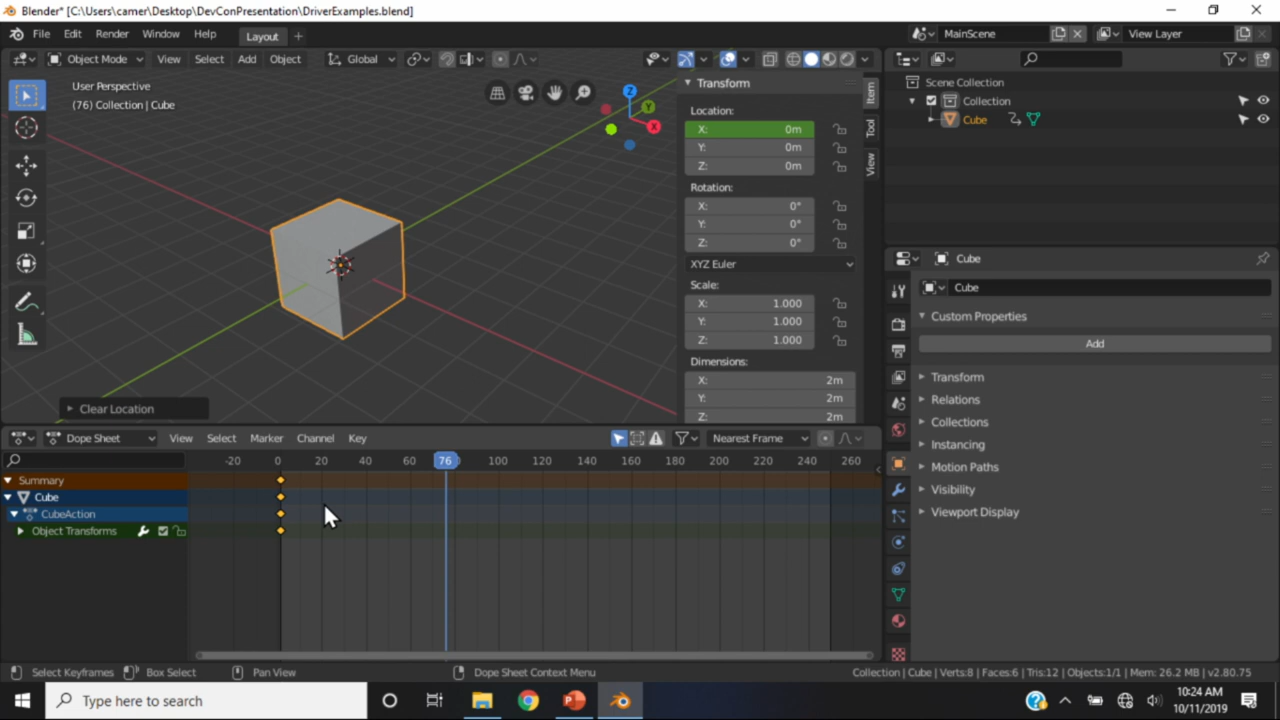 Blender* [C:\Users\camer\Desktop\DevConPresentation\DriverExamples.blend]
File Edit Render Window Help Layout + MainScene View Layer
Object Mode View Select Add Object Global
User Perspective
(76) Collection | Cube
Z
Y
X
Clear Location
Transform
Location:
X: 0m
Y: 0m
Z: 0m
Rotation:
X: 0°
Y: 0°
Z: 0°
XYZ Euler
Scale:
X: 1.000
Y: 1.000
Z: 1.000
Dimensions:
X: 2m
Y: 2m
Z: 2m
Item
Tool
View
Scene Collection
Collection
Cube
Cube
Cube
Custom Properties
Add
Transform
Relations
Collections
Instancing
Motion Paths
Visibility
Viewport Display
Dope Sheet View Select Marker Channel Key Nearest Frame
-20 0 20 40 60 76 100 120 140 160 180 200 220 240 260
Summary
Cube
CubeAction
Object Transforms
Select Keyframes Box Select Pan View Dope Sheet Context Menu Collection | Cube | Verts:8 | Faces:6 | Tris:12 | Objects:1/1 | Mem: 26.2 MB | v2.80.75
Type here to search
10:24 AM
10/11/2019